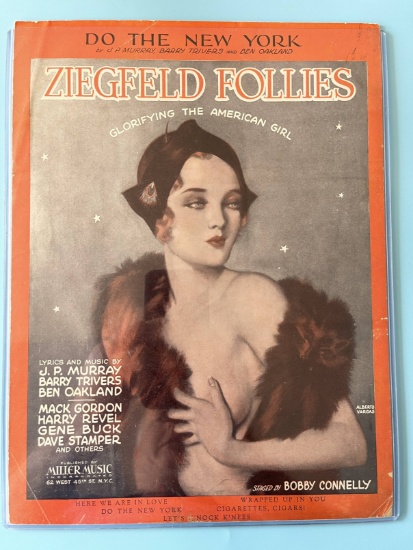 DO THE NEW YORK
by J.P. MURRAY, BARRY TRIVERS and BEN OAKLAND
ZIEGFELD FOLLIES
GLORIFYING THE AMERICAN GIRL
LYRICS AND MUSIC BY
J. P. MURRAY
BARRY TRIVERS
BEN OAKLAND
MACK GORDON
HARRY REVEL
GENE BUCK
DAVE STAMPER
AND OTHERS
PUBLISHED BY
MILLER MUSIC
INCORPORATED
62 WEST 45TH ST. N.Y.C.
ALBERTO
VARGAS
STAGED BY BOBBY CONNELLY
HERE WE ARE IN LOVE WRAPPED UP IN YOU
DO THE NEW YORK CIGARETTES, CIGARS!
LET'S KNOCK K'NEES